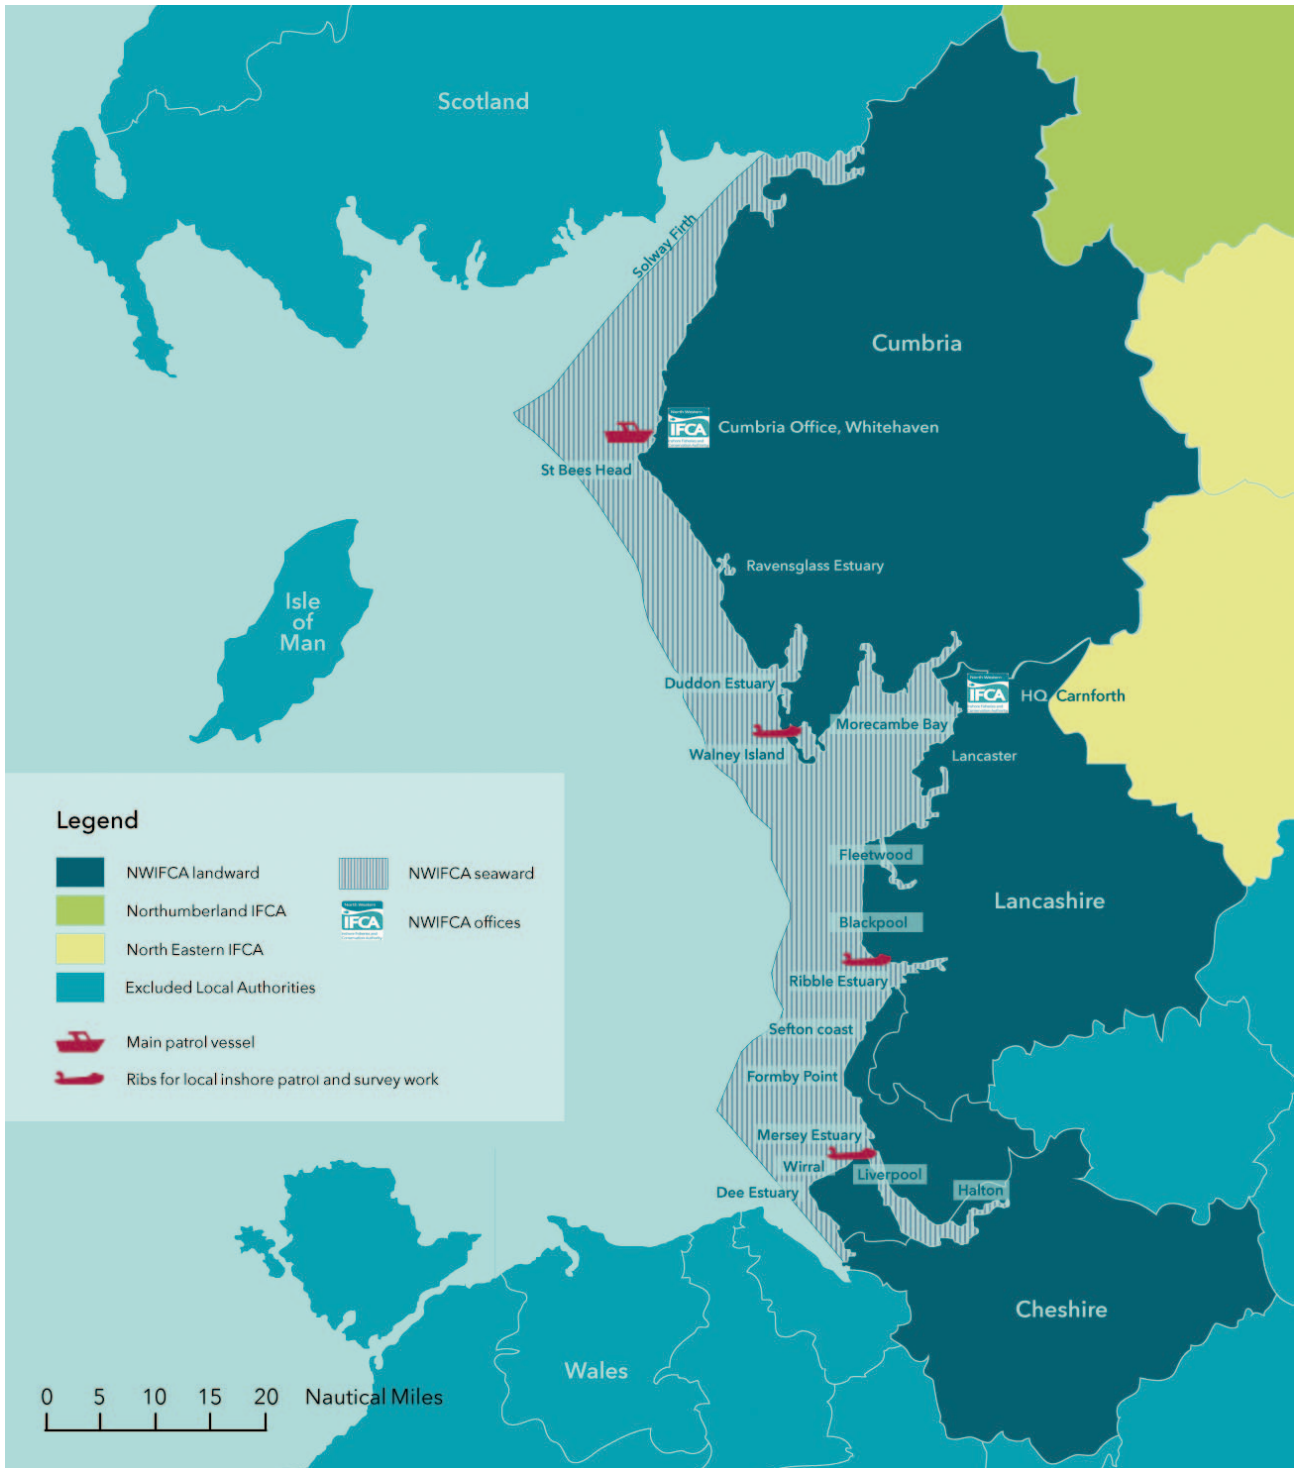 Scotland
Solway Firth
Cumbria
IFCA
Cumbria Office, Whitehaven
St Bees Head
Ravensglass Estuary
Isle
of
Man
Duddon Estuary
IFCA
HQ Carnforth
Morecambe Bay
Walney Island
Lancaster
Legend
NWIFCA landward
NWIFCA seaward
Northumberland IFCA
IFCA
NWIFCA offices
North Eastern IFCA
Excluded Local Authorities
Main patrol vessel
Ribs for local inshore patrol and survey work
Fleetwood
Lancashire
Blackpool
Ribble Estuary
Sefton coast
Formby Point
Mersey Estuary
Wirral
Liverpool
Dee Estuary
Halton
Cheshire
Wales
0 5 10 15 20 Nautical Miles